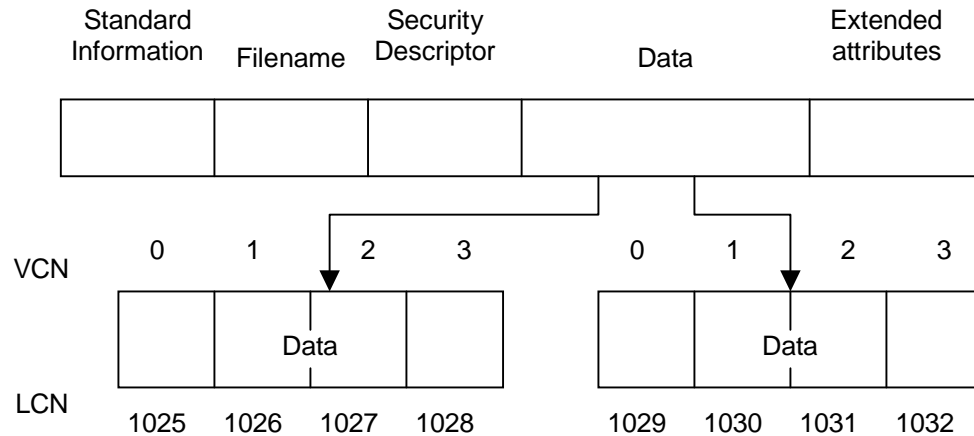 Standard Information
Filename
Security Descriptor
Data
Extended attributes
VCN 0 1 2 3 0 1 2 3
Data Data
LCN 1025 1026 1027 1028 1029 1030 1031 1032